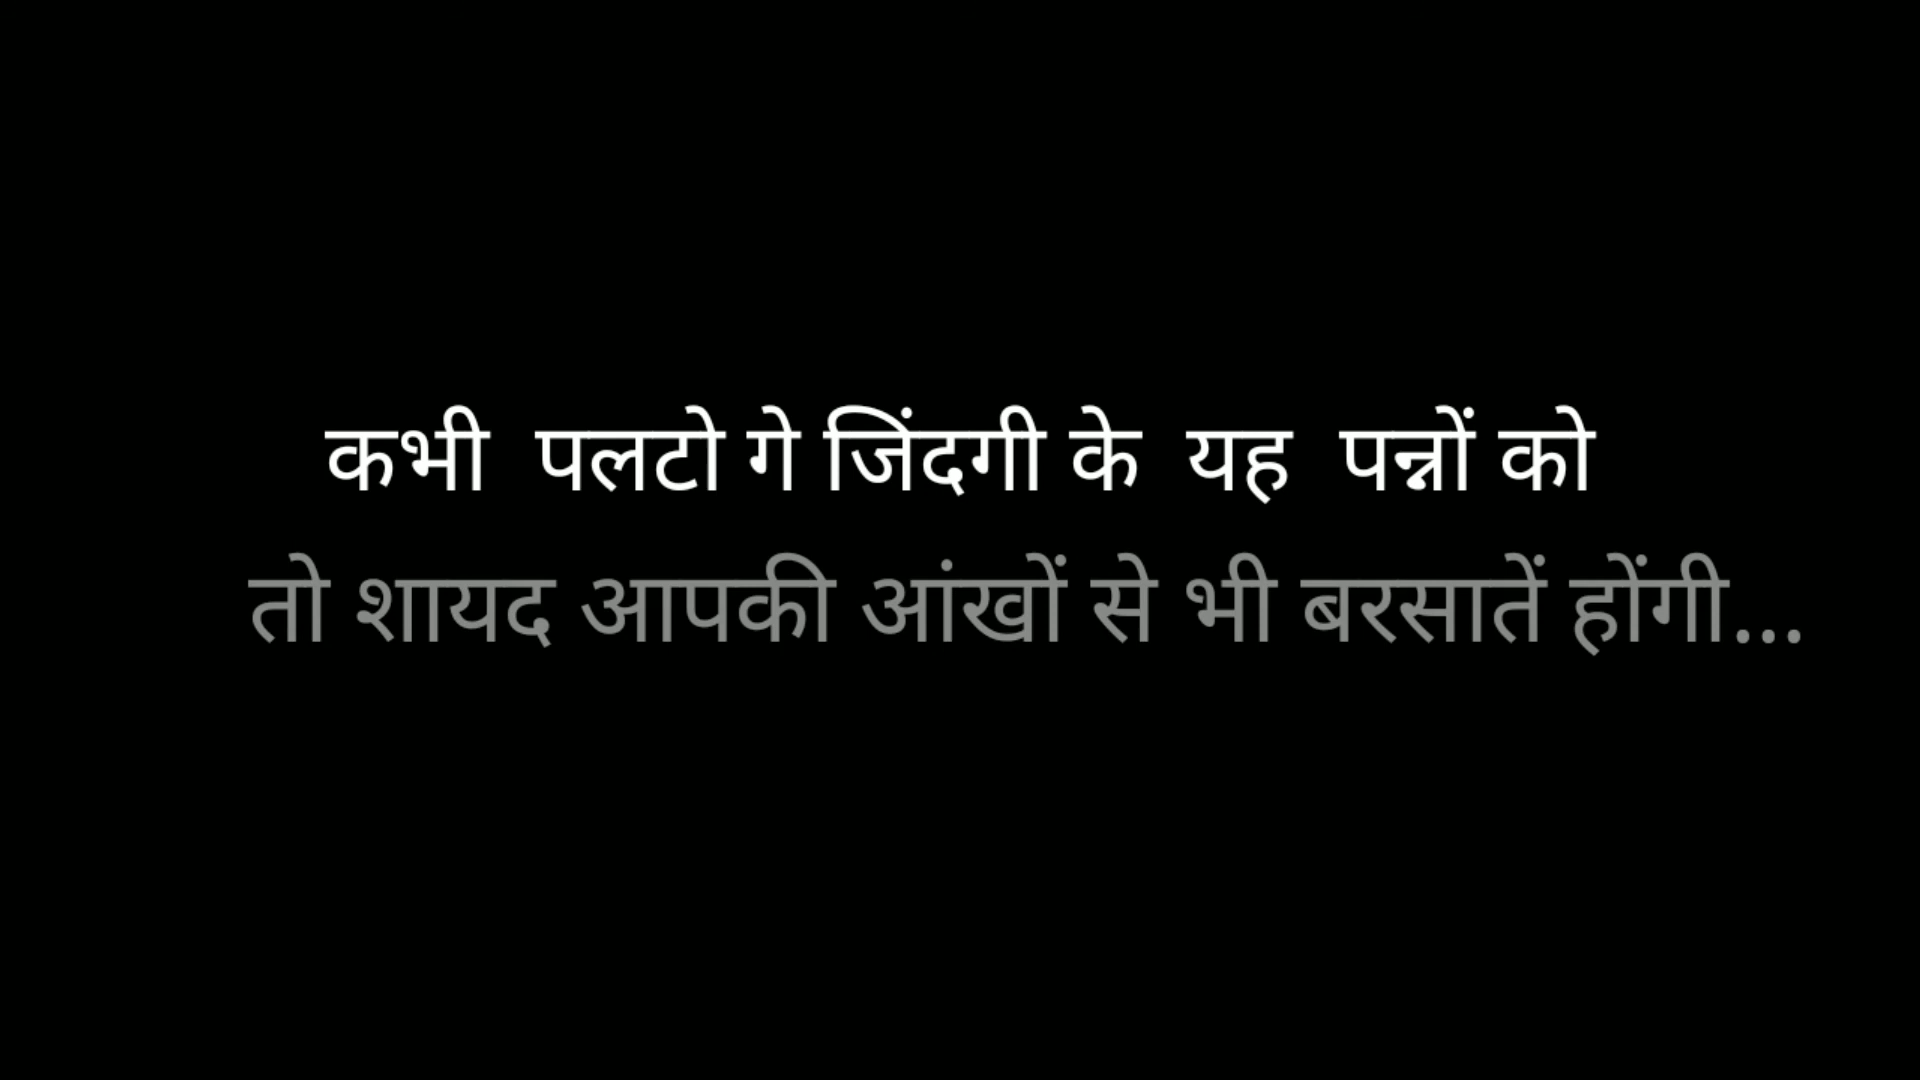 कभी  पलटो गे जिंदगी के  यह  पन्नों को
तो शायद आपकी आंखों से भी बरसातें होंगी...